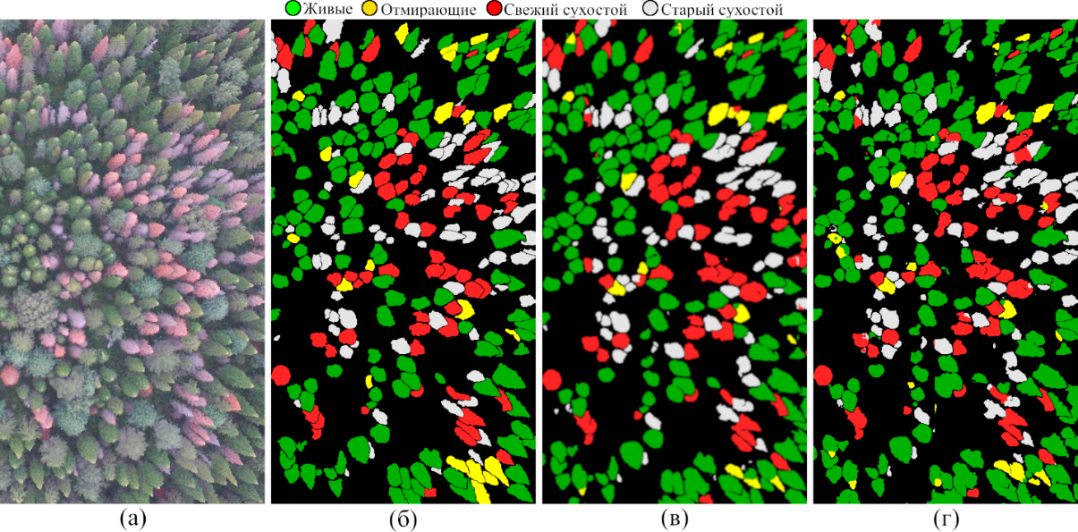 Живые Отмирающие Свежий сухостой Старый сухостой
(а) (б) (в) (г)